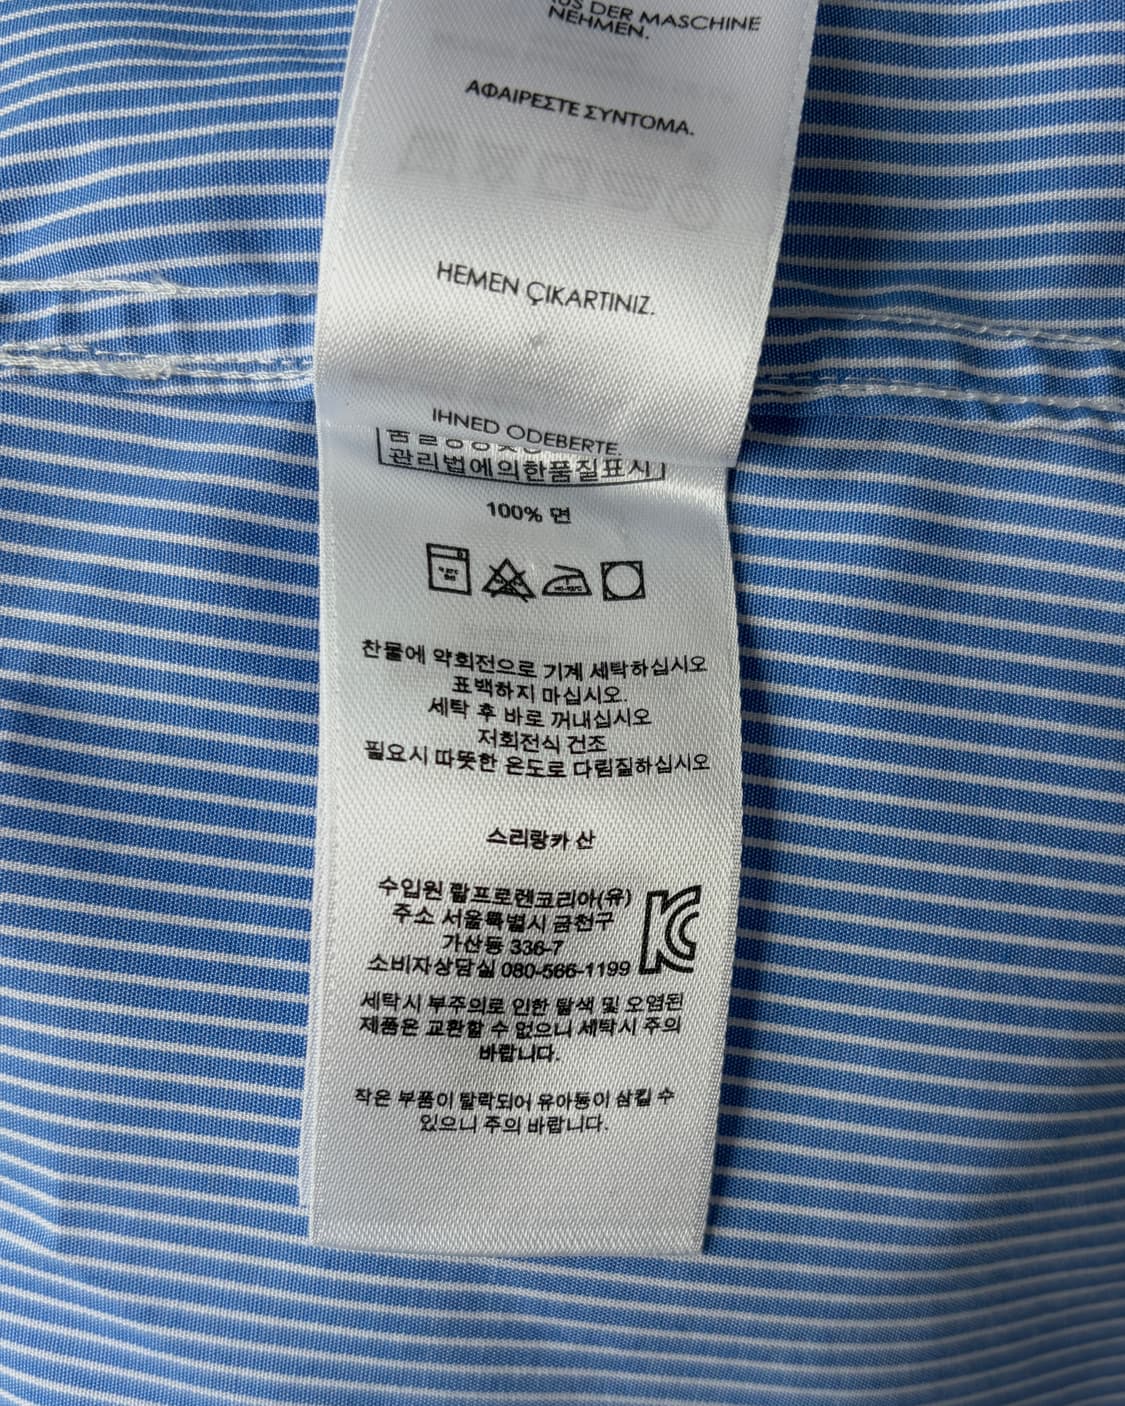 AUS DER MASCHINE
NEHMEN.
ΑΦΑΙΡΕΣΤΕ ΣΥΝΤΟΜΑ.
HEMEN ÇIKARTINIZ.
IHNED ODEBERTE.
관리법에의한품질표시
100% 면
찬물에 약회전으로 기계 세탁하십시오
표백하지 마십시오.
세탁 후 바로 꺼내십시오
저회전식 건조
필요시 따뜻한 온도로 다림질하십시오
스리랑카 산
수입원 랄프로렌코리아(유)
주소 서울특별시 금천구
가산동 336-7
소비자상담실 080-566-1199
세탁시 부주의로 인한 탈색 및 오염된
제품은 교환할 수 없으니 세탁시 주의
바랍니다.
작은 부품이 탈락되어 유아동이 삼킬 수
있으니 주의 바랍니다.